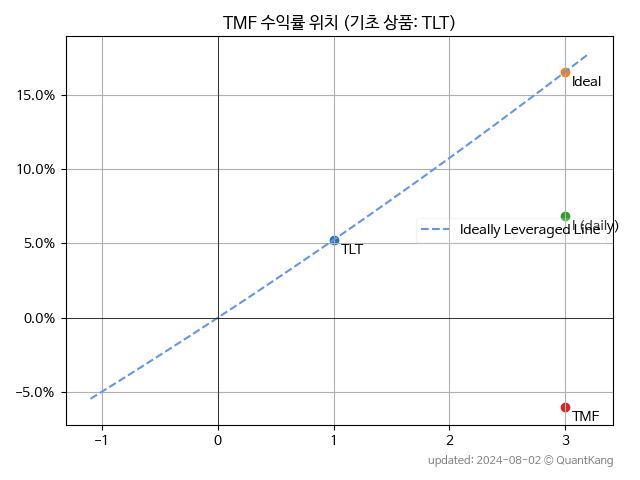 TMF 수익률 위치 (기초 상품: TLT)
15.0%
10.0%
5.0%
0.0%
−5.0%
Ideal
(daily)
Ideally Leveraged Line
TLT
TMF
−1
0
1
2
3
updated: 2024-08-02 © QuantKang